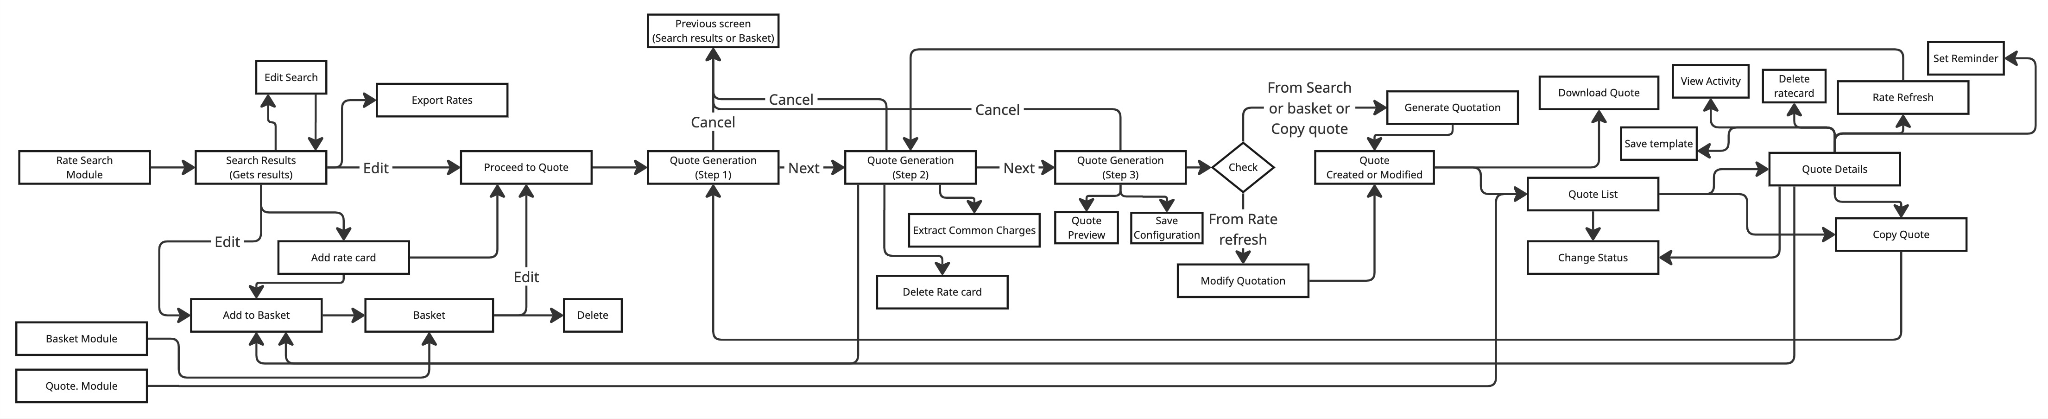 Previous screen
(Search results or Basket)
Set Reminder
Edit Search
Export Rates
View Activity
Delete
ratecard
Download Quote
Rate Refresh
From Search
or basket or
Copy quote
Generate Quotation
Cancel
Cancel
Cancel
Save template
Rate Search
Module
Search Results
(Gets results)
Edit
Proceed to Quote
Quote Generation
(Step 1)
Next
Quote Generation
(Step 2)
Next
Quote Generation
(Step 3)
Check
Quote
Created or Modified
Quote Details
Quote List
Extract Common Charges
Quote
Preview
Save
Configuration
From Rate
refresh
Copy Quote
Edit
Add rate card
Change Status
Edit
Delete Rate card
Modify Quotation
Add to Basket
Basket
Delete
Basket Module
Quote. Module